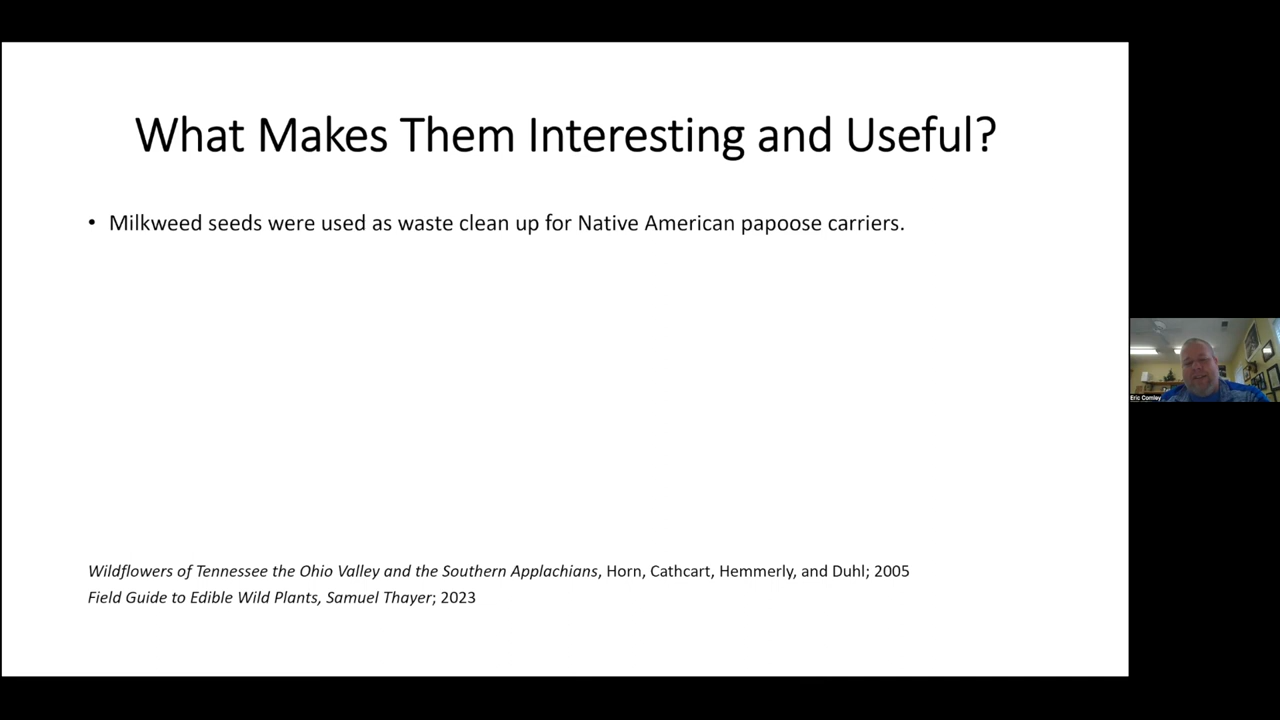 What Makes Them Interesting and Useful?
• Milkweed seeds were used as waste clean up for Native American papoose carriers.
Eric Comley
Wildflowers of Tennessee the Ohio Valley and the Southern Applachians, Horn, Cathcart, Hemmerly, and Duhl; 2005
Field Guide to Edible Wild Plants, Samuel Thayer; 2023